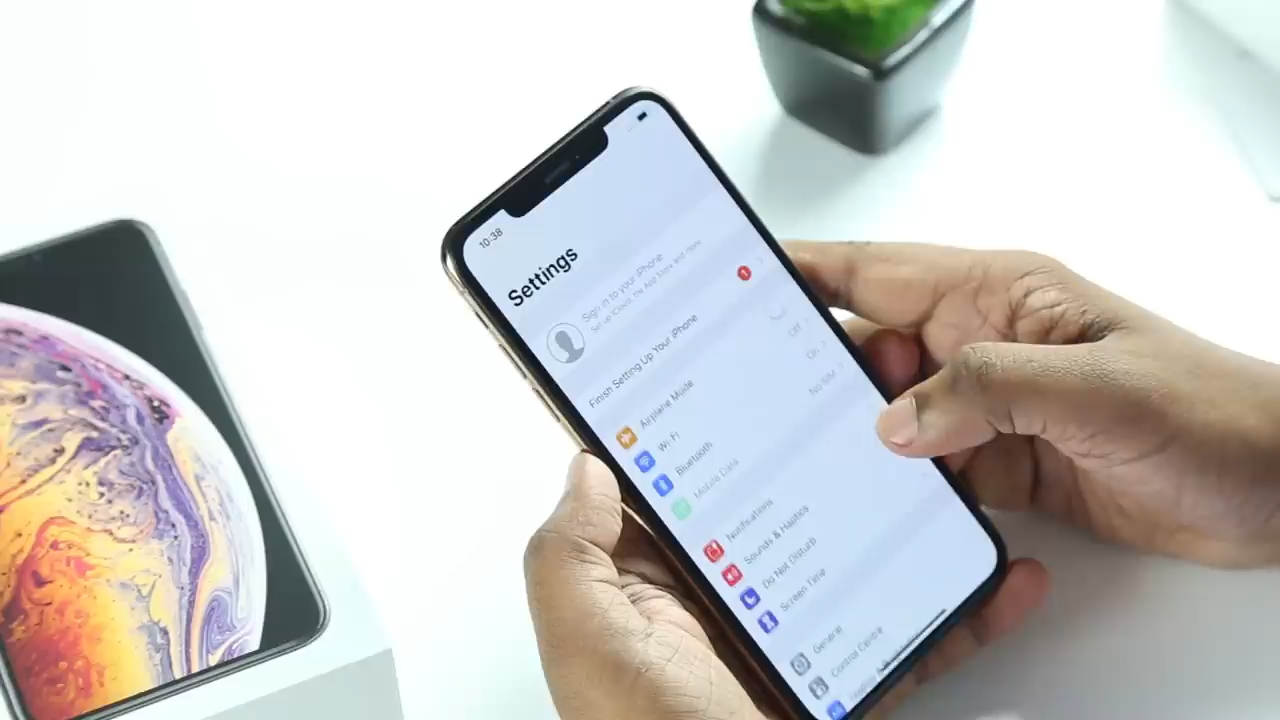 10:38
Settings
Sign in to your iPhone
Set up iCloud, the App Store and more
Finish Setting Up Your iPhone
1
Airplane Mode
Wi-Fi
Off
Bluetooth
On
Mobile Data
No SIM
Notifications
Sounds & Haptics
Do Not Disturb
Screen Time
General
Control Centre